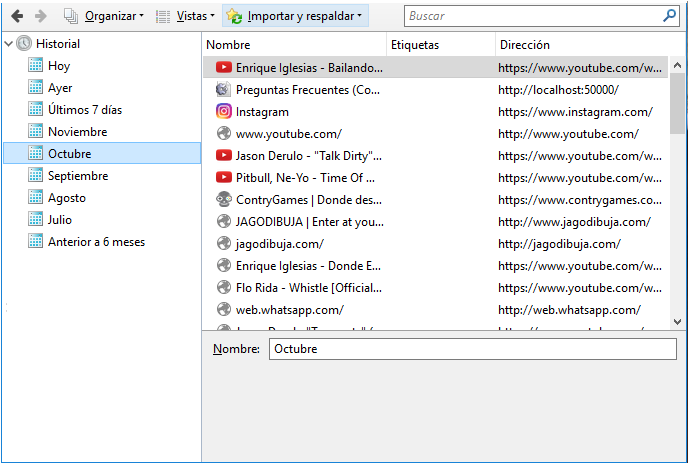 Organizar Vistas Importar y respaldar Buscar
Historial
Hoy
Ayer
Últimos 7 días
Noviembre
Octubre
Septiembre
Agosto
Julio
Anterior a 6 meses
Nombre Etiquetas Dirección
Enrique Iglesias - Bailando... https://www.youtube.com/w...
Preguntas Frecuentes (Co... http://localhost:50000/
Instagram https://www.instagram.com/
www.youtube.com/ http://www.youtube.com/
Jason Derulo - "Talk Dirty"... https://www.youtube.com/w...
Pitbull, Ne-Yo - Time Of ... https://www.youtube.com/w...
ContryGames | Donde des... https://www.contrygames.co...
JAGODIBUJA | Enter at you... http://www.jagodibuja.com/
jagodibuja.com/ http://jagodibuja.com/
Enrique Iglesias - Donde E... https://www.youtube.com/w...
Flo Rida - Whistle [Official... https://www.youtube.com/w...
web.whatsapp.com/ http://web.whatsapp.com/
Nombre: Octubre